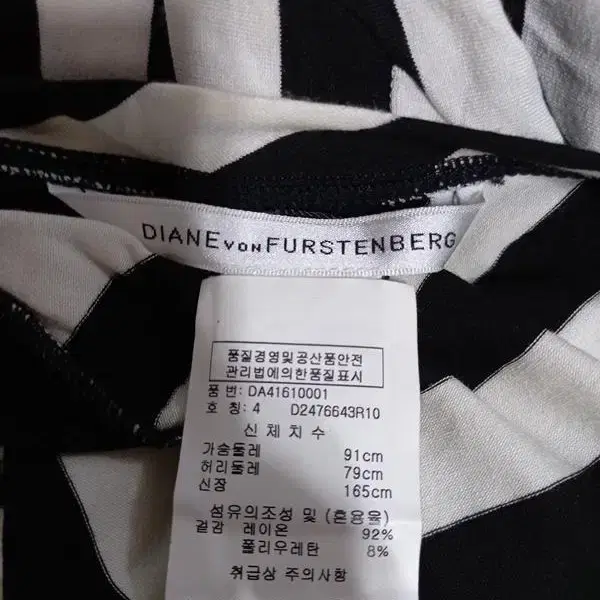 DIANE VON FURSTENBERG
품질경영및공산품안전
관리법에의한품질표시
품 번: DA41610001
호 칭: 4 D2476643R10
신 체 치 수
가슴둘레 91cm
허리둘레 79cm
신장 165cm
섬유의조성 및 (혼용율)
겉감 레이온 92%
폴리우레탄 8%
취급상 주의사항